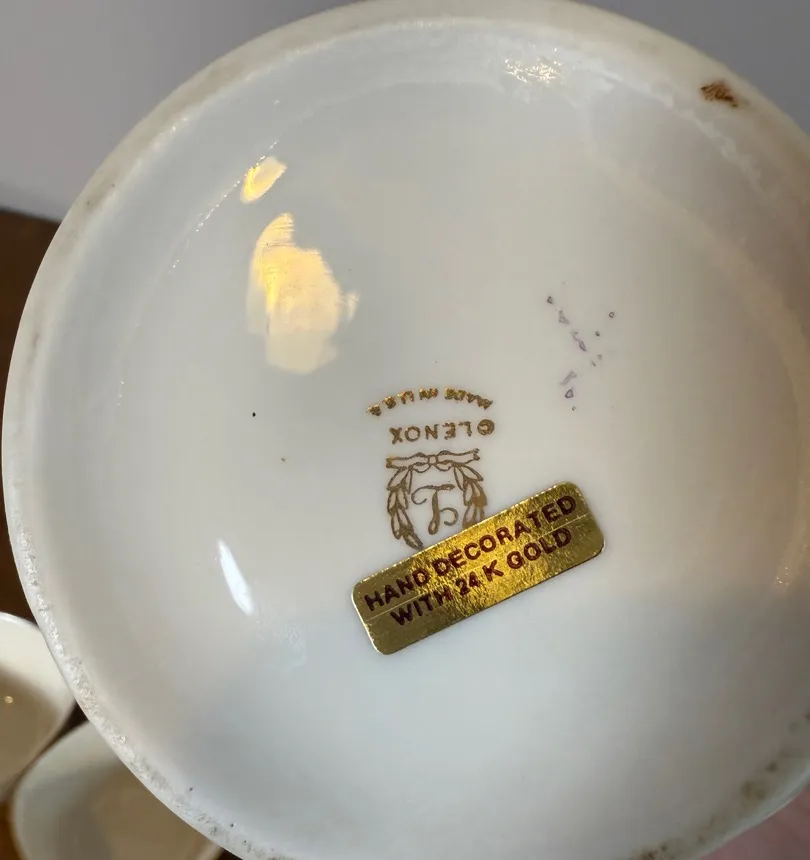 L
©LENOX
MADE IN U.S.A
HAND DECORATED
WITH 24 K GOLD